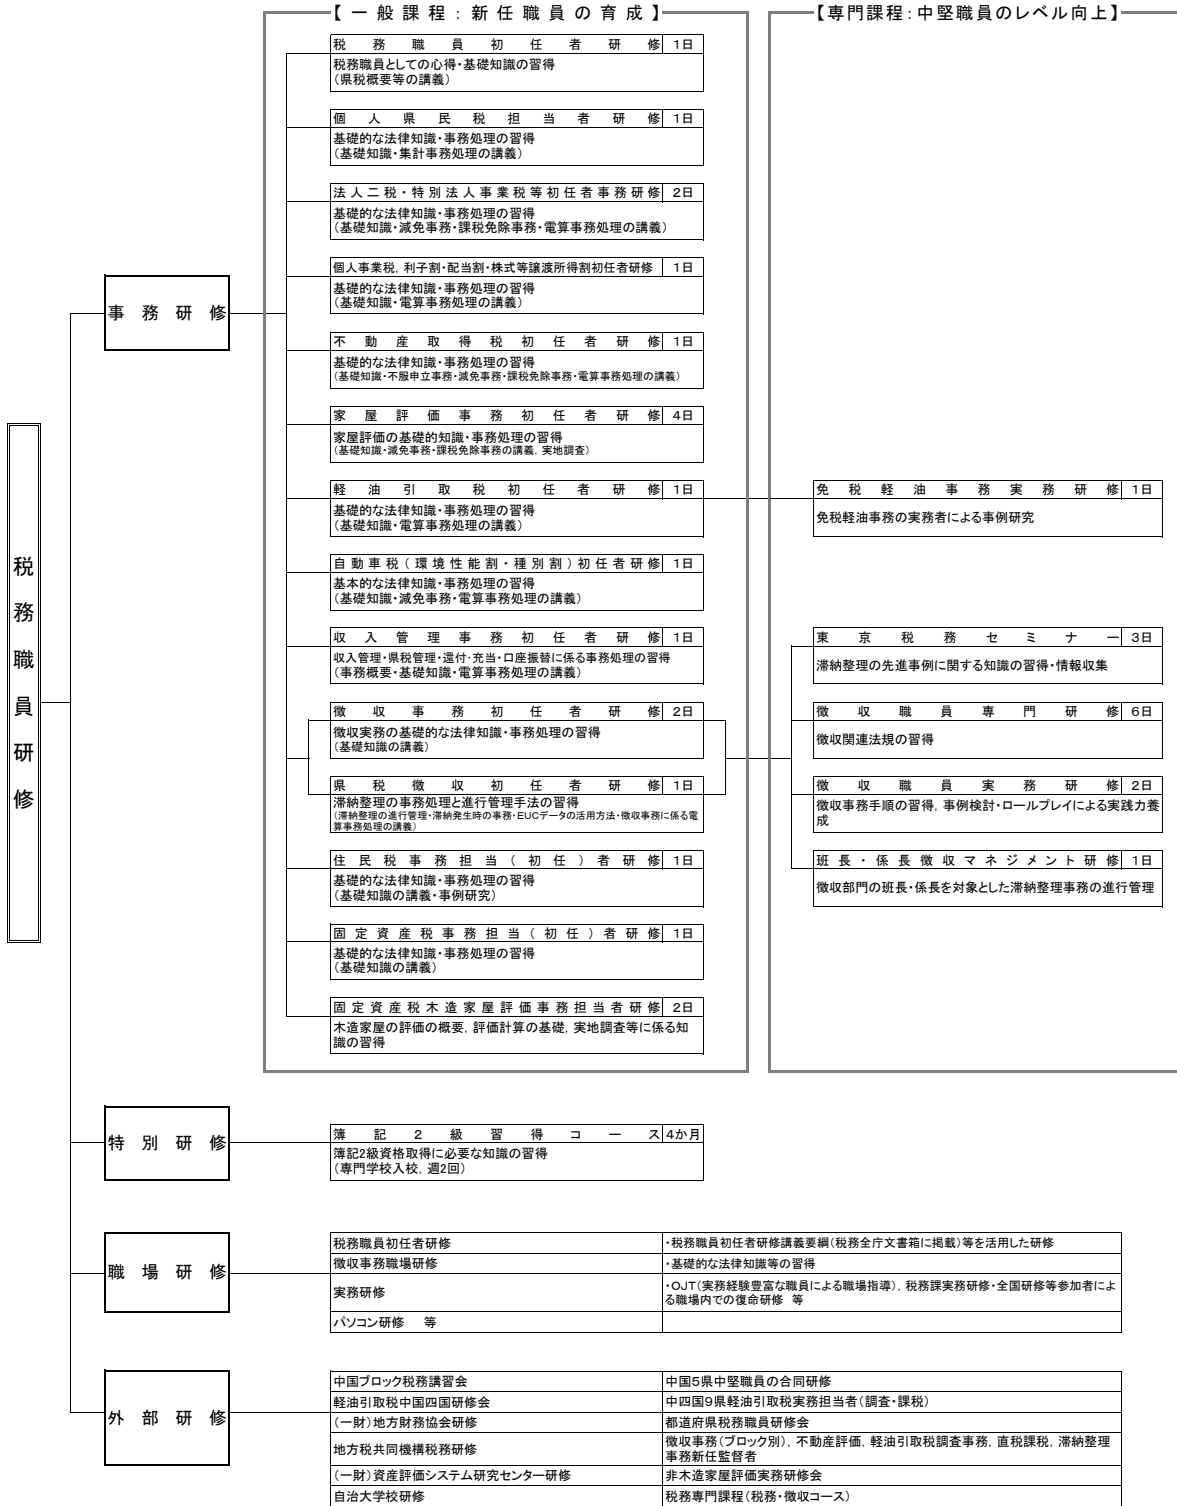 【一般課程:新任職員の育成】
【専門課程:中堅職員のレベル向上】
税務職員研修
事務研修
税務職員初任者研修 1日
税務職員としての心得・基礎知識の習得
(県税概要等の講義)
個人県民税担当者研修 1日
基礎的な法律知識・事務処理の習得
(基礎知識・集計事務処理の講義)
法人二税・特別法人事業税等初任者事務研修 2日
基礎的な法律知識・事務処理の習得
(基礎知識・減免事務・課税免除事務・電算事務処理の講義)
個人事業税,利子割・配当割・株式等譲渡所得割初任者研修 1日
基礎的な法律知識・事務処理の習得
(基礎知識・電算事務処理の講義)
不動産取得税初任者研修 1日
基礎的な法律知識・事務処理の習得
(基礎知識・不服申立事務・減免事務・課税免除事務・電算事務処理の講義)
家屋評価事務初任者研修 4日
家屋評価の基礎的知識・事務処理の習得
(基礎知識・減免事務・課税免除事務の講義,実地調査)
軽油引取税初任者研修 1日
基礎的な法律知識・事務処理の習得
(基礎知識・電算事務処理の講義)
免税軽油事務実務研修 1日
免税軽油事務の実務者による事例研究
自動車税(環境性能割・種別割)初任者研修 1日
基本的な法律知識・事務処理の習得
(基礎知識・減免事務・電算事務処理の講義)
収入管理事務初任者研修 1日
収入管理・県税管理・還付・充当・口座振替に係る事務処理の習得
(事務概要・基礎知識・電算事務処理の講義)
東京税務セミナー 3日
滞納整理の先進事例に関する知識の習得・情報収集
徴収事務初任者研修 2日
徴収実務の基礎的な法律知識・事務処理の習得
(基礎知識の講義)
徴収職員専門研修 6日
徴収関連法規の習得
県税徴収初任者研修 1日
滞納整理の事務処理と進行管理手法の習得
(滞納整理の進行管理・滞納発生時の事務・EUCデータの活用方法・徴収事務に係る電
算事務処理の講義)
徴収職員実務研修 2日
徴収事務手順の習得,事例検討・ロールプレイによる実践力養
成
住民税事務担当(初任)者研修 1日
基礎的な法律知識・事務処理の習得
(基礎知識の講義・事例研究)
班長・係長徴収マネジメント研修 1日
徴収部門の班長・係長を対象とした滞納整理事務の進行管理
固定資産税事務担当(初任)者研修 1日
基礎的な法律知識・事務処理の習得
(基礎知識の講義)
固定資産税木造家屋評価事務担当者研修 2日
木造家屋の評価の概要,評価計算の基礎,実地調査等に係る知
識の習得
特別研修
簿記2級習得コース 4か月
簿記2級資格取得に必要な知識の習得
(専門学校入校,週2回)
職場研修
税務職員初任者研修 ・税務職員初任者研修講義要綱(税務全庁文書箱に掲載)等を活用した研修
徴収事務職場研修 ・基礎的な法律知識等の習得
実務研修 ・OJT(実務経験豊富な職員による職場指導),税務課実務研修・全国研修等参加者によ
る職場内での復命研修 等
パソコン研修 等
外部研修
中国ブロック税務講習会 中国5県中堅職員の合同研修
軽油引取税中国四国研修会 中四国9県軽油引取税実務担当者(調査・課税)
(一財)地方財務協会研修 都道府県税務職員研修会
地方税共同機構税務研修 徴収事務(ブロック別),不動産評価,軽油引取税調査事務,直税課税,滞納整理
事務新任監督者
(一財)資産評価システム研究センター研修 非木造家屋評価実務研修会
自治大学校研修 税務専門課程(税務・徴収コース)